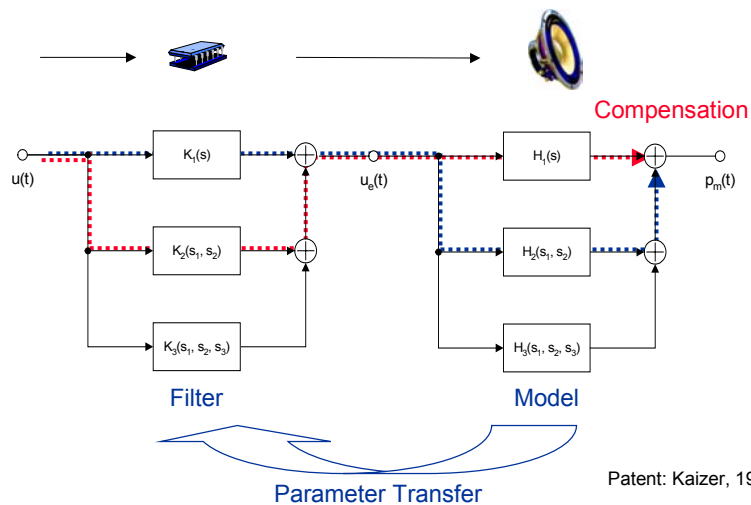 Compensation
K1(s)
H1(s)
u(t)
ue(t)
pm(t)
K2(s1, s2)
H2(s1, s2)
K3(s1, s2, s3)
H3(s1, s2, s3)
Filter
Model
Patent: Kaizer, 19
Parameter Transfer